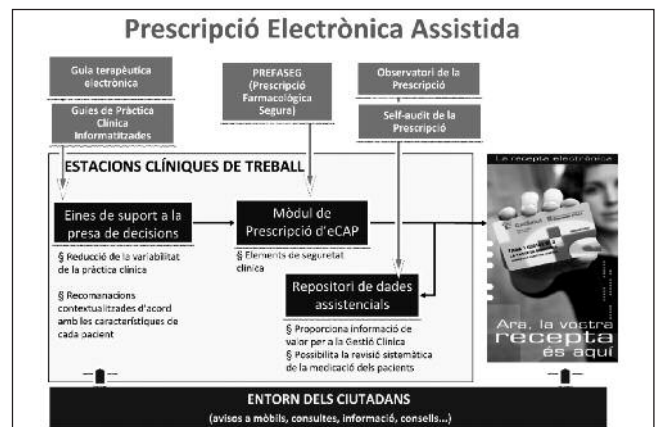 Prescripció Electrònica Assistida
Guia terapèutica
electrònica
Guies de Pràctica
Clínica
Informatitzades
PREFASEG
(Prescripció
Farmacològica
Segura)
Observatori de la
Prescripció
Self-audit de la
Prescripció
ESTACIONS CLÍNIQUES DE TREBALL
Eines de suport a la
presa de decisions
§ Reducció de la variabilitat
de la pràctica clínica
§ Recomanacions
contextualitzades d'acord
amb les característiques de
cada pacient
Mòdul de
Prescripció d'eCAP
§ Elements de seguretat
clínica
Repositori de dades
assistencials
§ Proporciona informació de
valor per a la Gestió Clínica
§ Possibilita la revisió sistemàtica
de la medicació dels pacients
La recepta electrònica
Ara, la vostra
recepta
és aquí
ENTORN DELS CIUTADANS
(avisos a mòbils, consultes, informació, consells...)